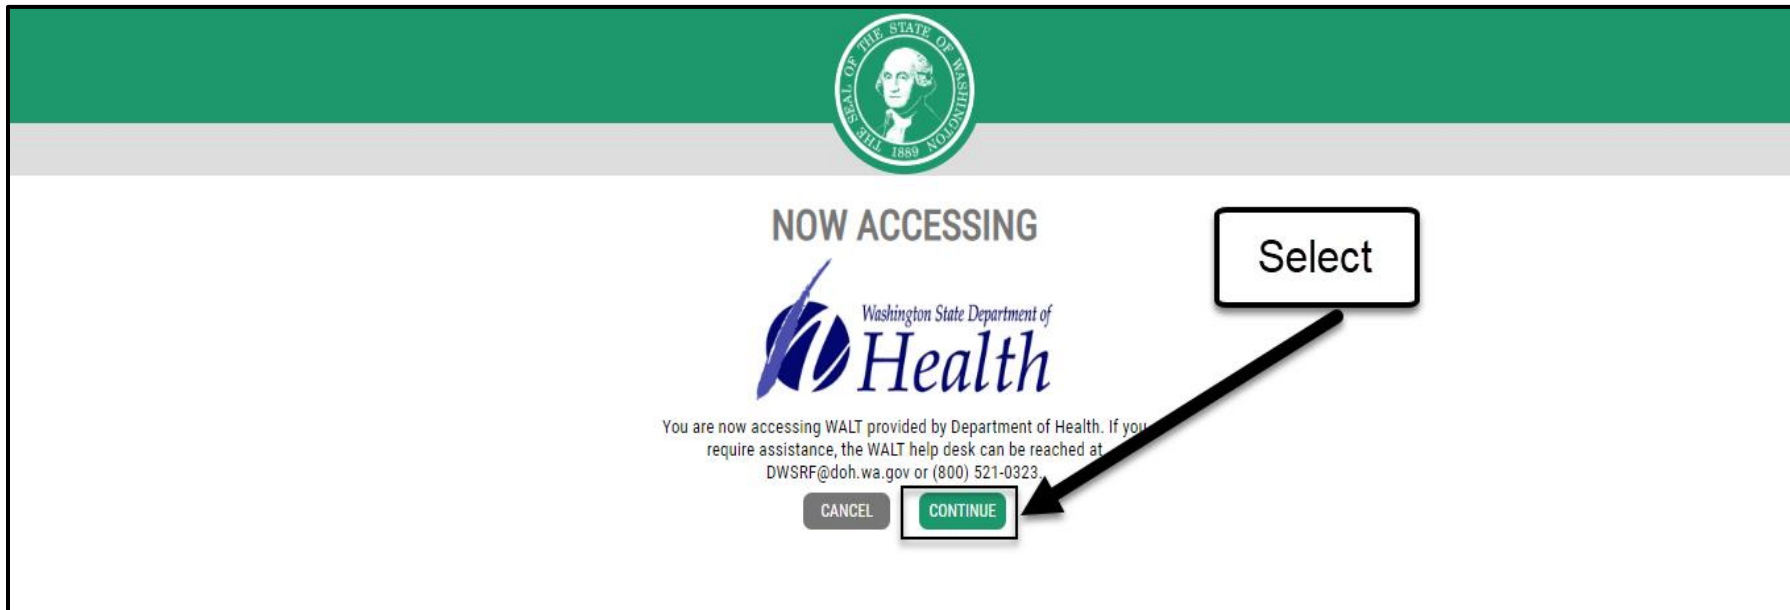 THE SEAL OF THE STATE OF WASHINGTON
1889
NOW ACCESSING
Select
Washington State Department of
Health
You are now accessing WALT provided by Department of Health. If you
require assistance, the WALT help desk can be reached at
DWSRF@doh.wa.gov or (800) 521-0323.
CANCEL
CONTINUE